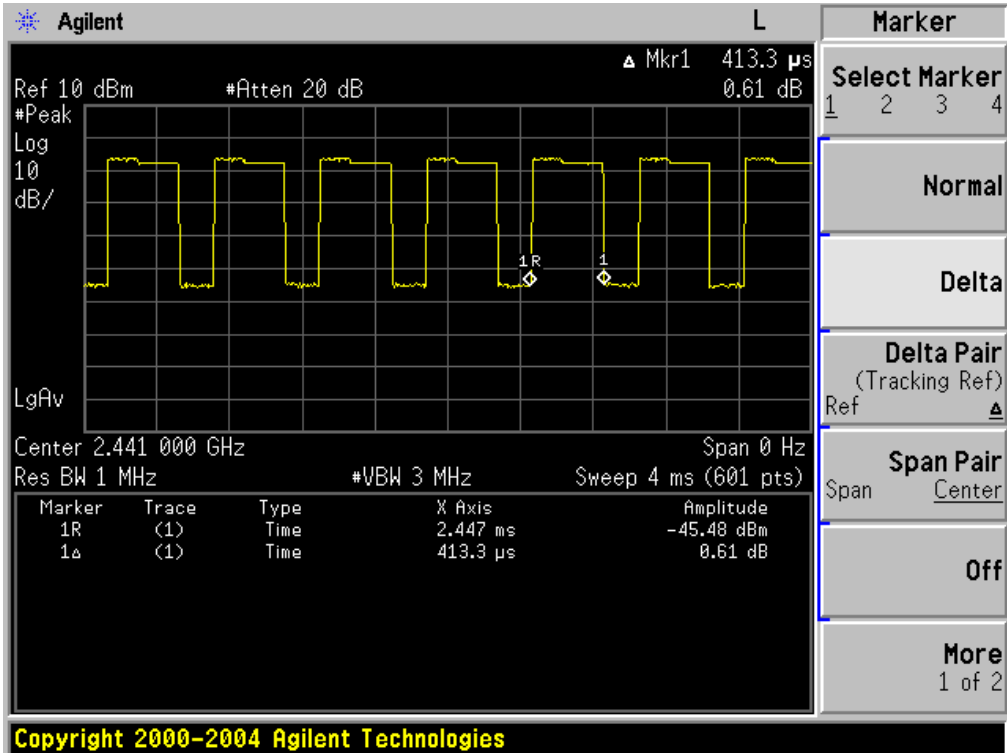 Agilent L Marker
Δ Mkr1 413.3 µs
Ref 10 dBm #Atten 20 dB 0.61 dB
#Peak
Log
10
dB/
1R 1
LgAv
Center 2.441 000 GHz Span 0 Hz
Res BW 1 MHz #VBW 3 MHz Sweep 4 ms (601 pts)
Marker Trace Type X Axis Amplitude
1R (1) Time 2.447 ms -45.48 dBm
1Δ (1) Time 413.3 µs 0.61 dB
Select Marker
1 2 3 4
Normal
Delta
Delta Pair
(Tracking Ref)
Ref Δ
Span Pair
Span Center
Off
More
1 of 2
Copyright 2000-2004 Agilent Technologies